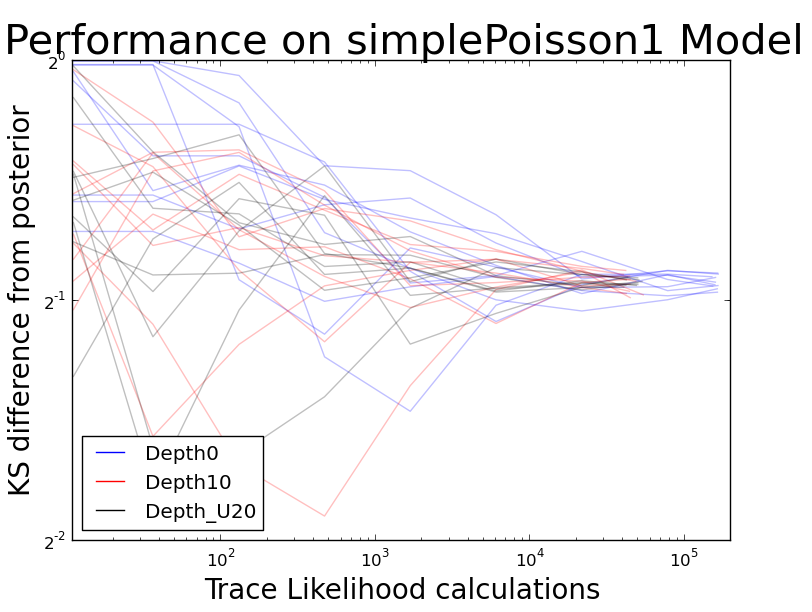 Performance on simplePoisson1 Model
KS difference from posterior
2^0
2^-1
2^-2
Depth0
Depth10
Depth_U20
10^2 10^3 10^4 10^5
Trace Likelihood calculations